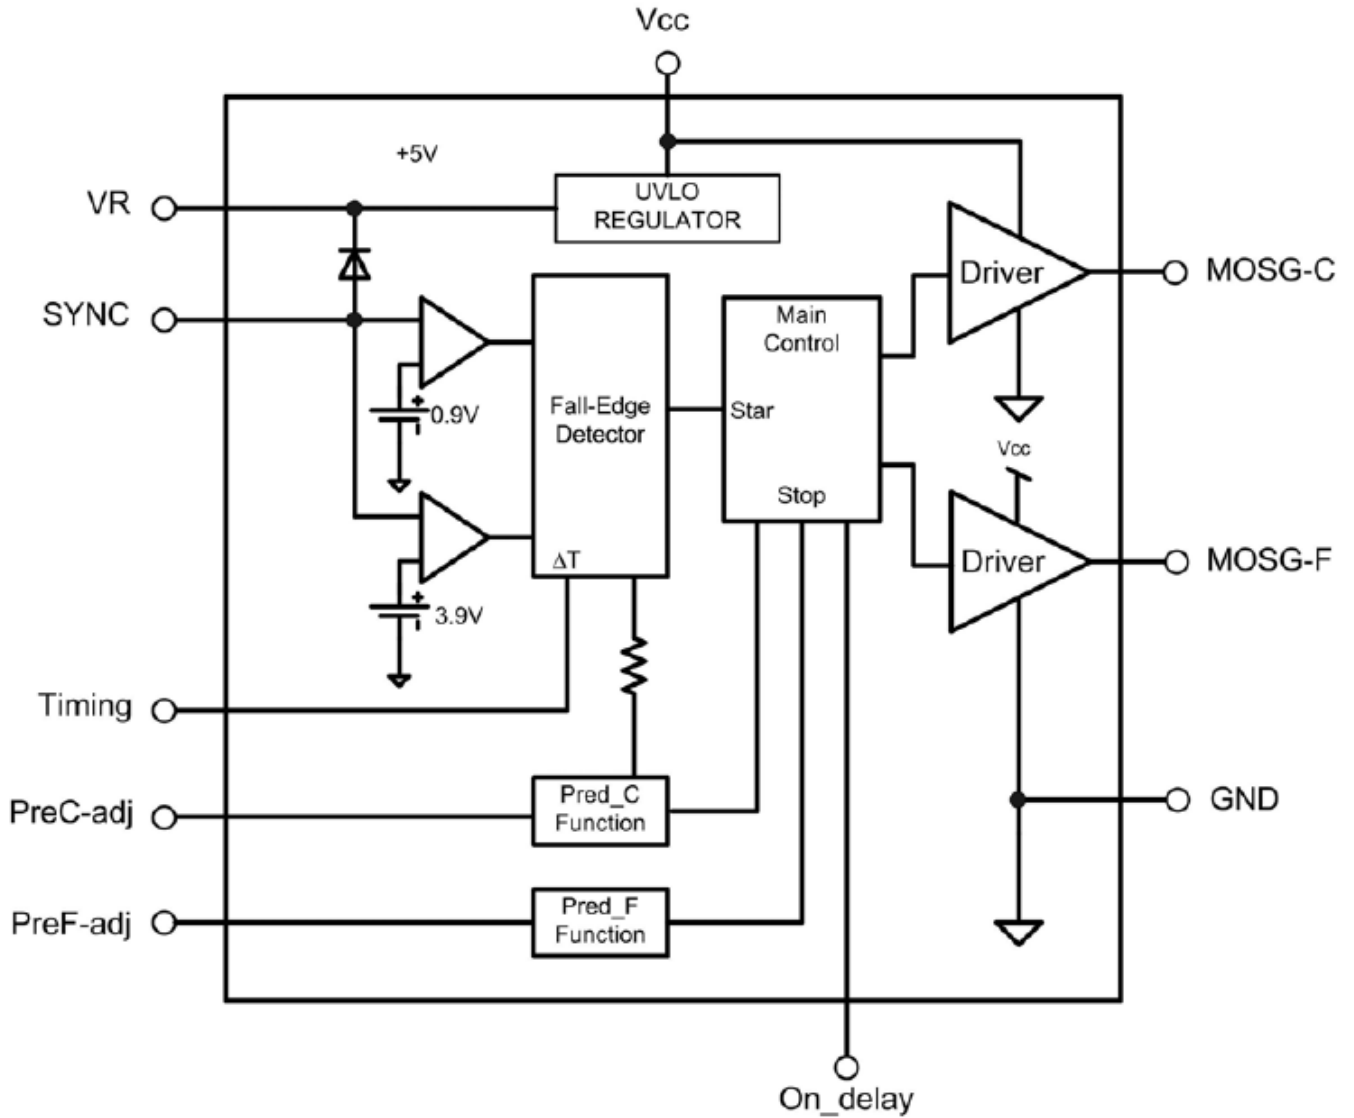 Vcc
+5V
VR
UVLO
REGULATOR
SYNC
Driver
MOSG-C
Main
Control
0.9V
Fall-Edge
Detector
Star
Vcc
Stop
ΔT
Driver
MOSG-F
3.9V
Timing
PreC-adj
Pred_C
Function
GND
PreF-adj
Pred_F
Function
On_delay